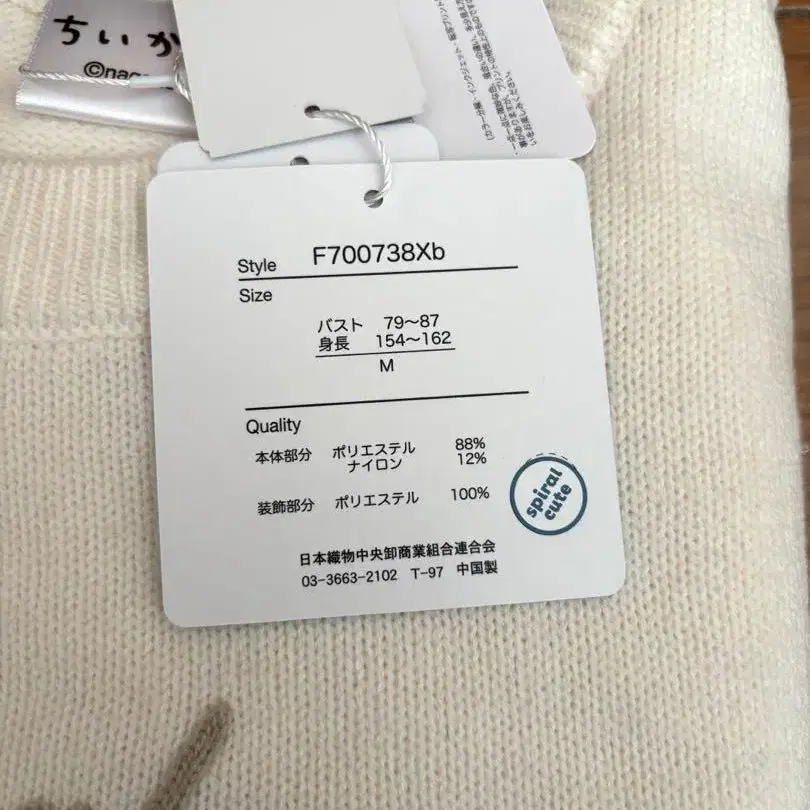 ちいか
©nag
Style F700738Xb
Size
バスト 79〜87
身長 154〜162
M
Quality
本体部分 ポリエステル 88%
ナイロン 12%
装飾部分 ポリエステル 100%
spiral
cute
日本織物中央卸商業組合連合会
03-3663-2102 T-97 中国製